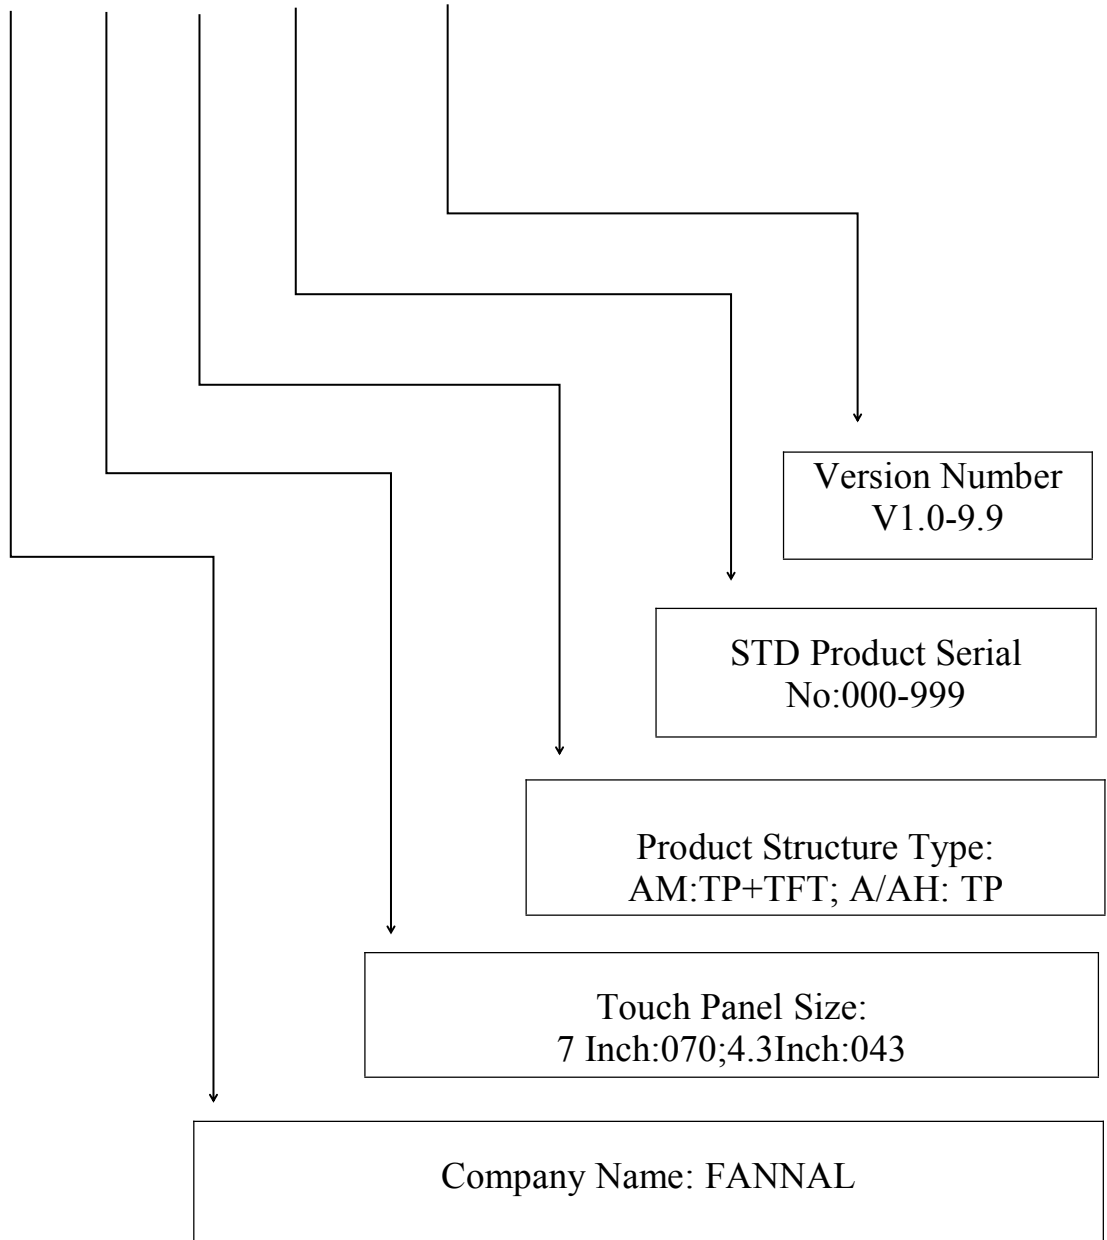 Version Number
V1.0-9.9
STD Product Serial
No:000-999
Product Structure Type:
AM:TP+TFT; A/AH: TP
Touch Panel Size:
7 Inch:070;4.3Inch:043
Company Name: FANNAL